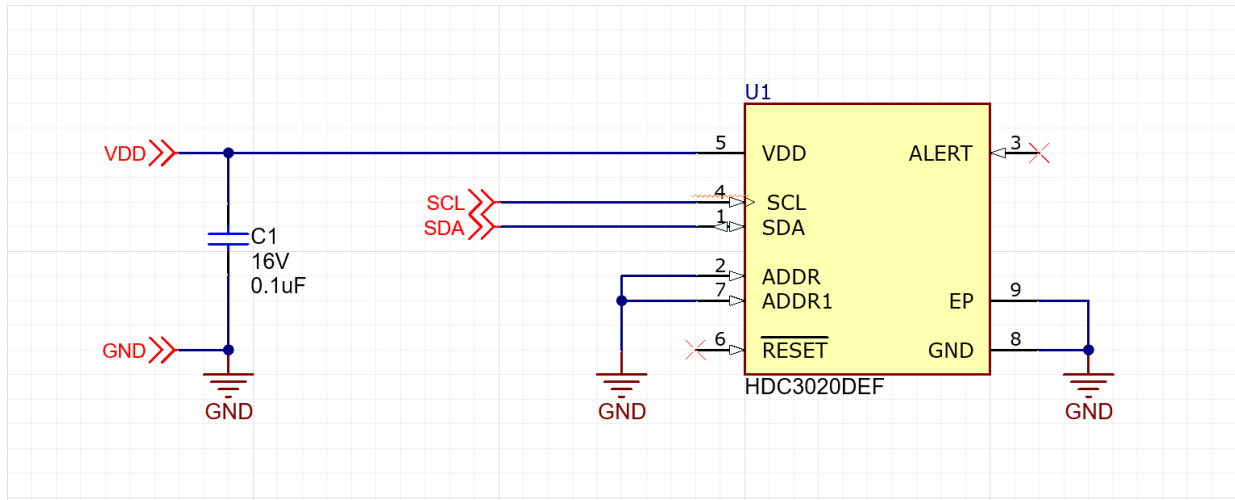 U1
VDD
5
VDD
ALERT
3
SCL
4
SCL
SDA
1
SDA
C1
16V
0.1uF
2
ADDR
7
ADDR1
EP
9
GND
6
RESET
GND
8
HDC3020DEF
GND
GND
GND